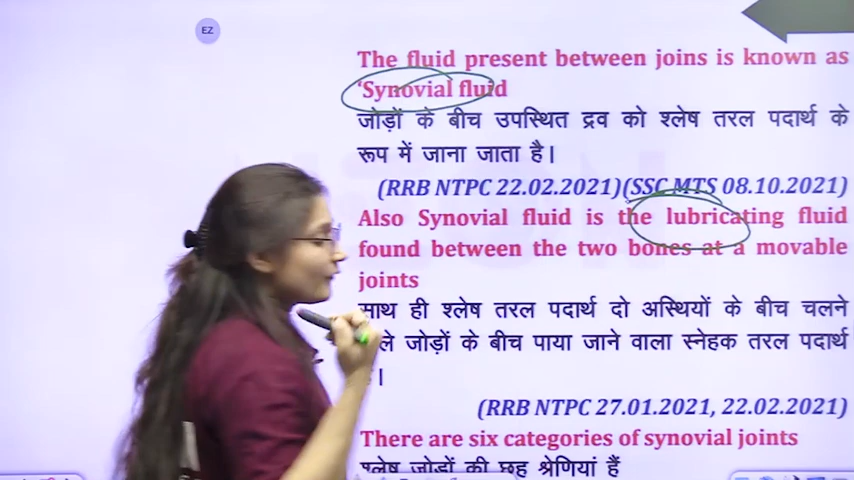 EZ
The fluid present between joins is known as
‘Synovial fluid
जोड़ों के बीच उपस्थित द्रव को श्लेष तरल पदार्थ के
रूप में जाना जाता है।
(RRB NTPC 22.02.2021)(SSC MTS 08.10.2021)
Also Synovial fluid is the lubricating fluid
found between the two bones at a movable
joints
साथ ही श्लेष तरल पदार्थ दो अस्थियों के बीच चलने
जोड़ों के बीच पाया जाने वाला स्नेहक तरल पदार्थ
(RRB NTPC 27.01.2021, 22.02.2021)
There are six categories of synovial joints
श्लेष जोड़ों की छह श्रेणियां हैं